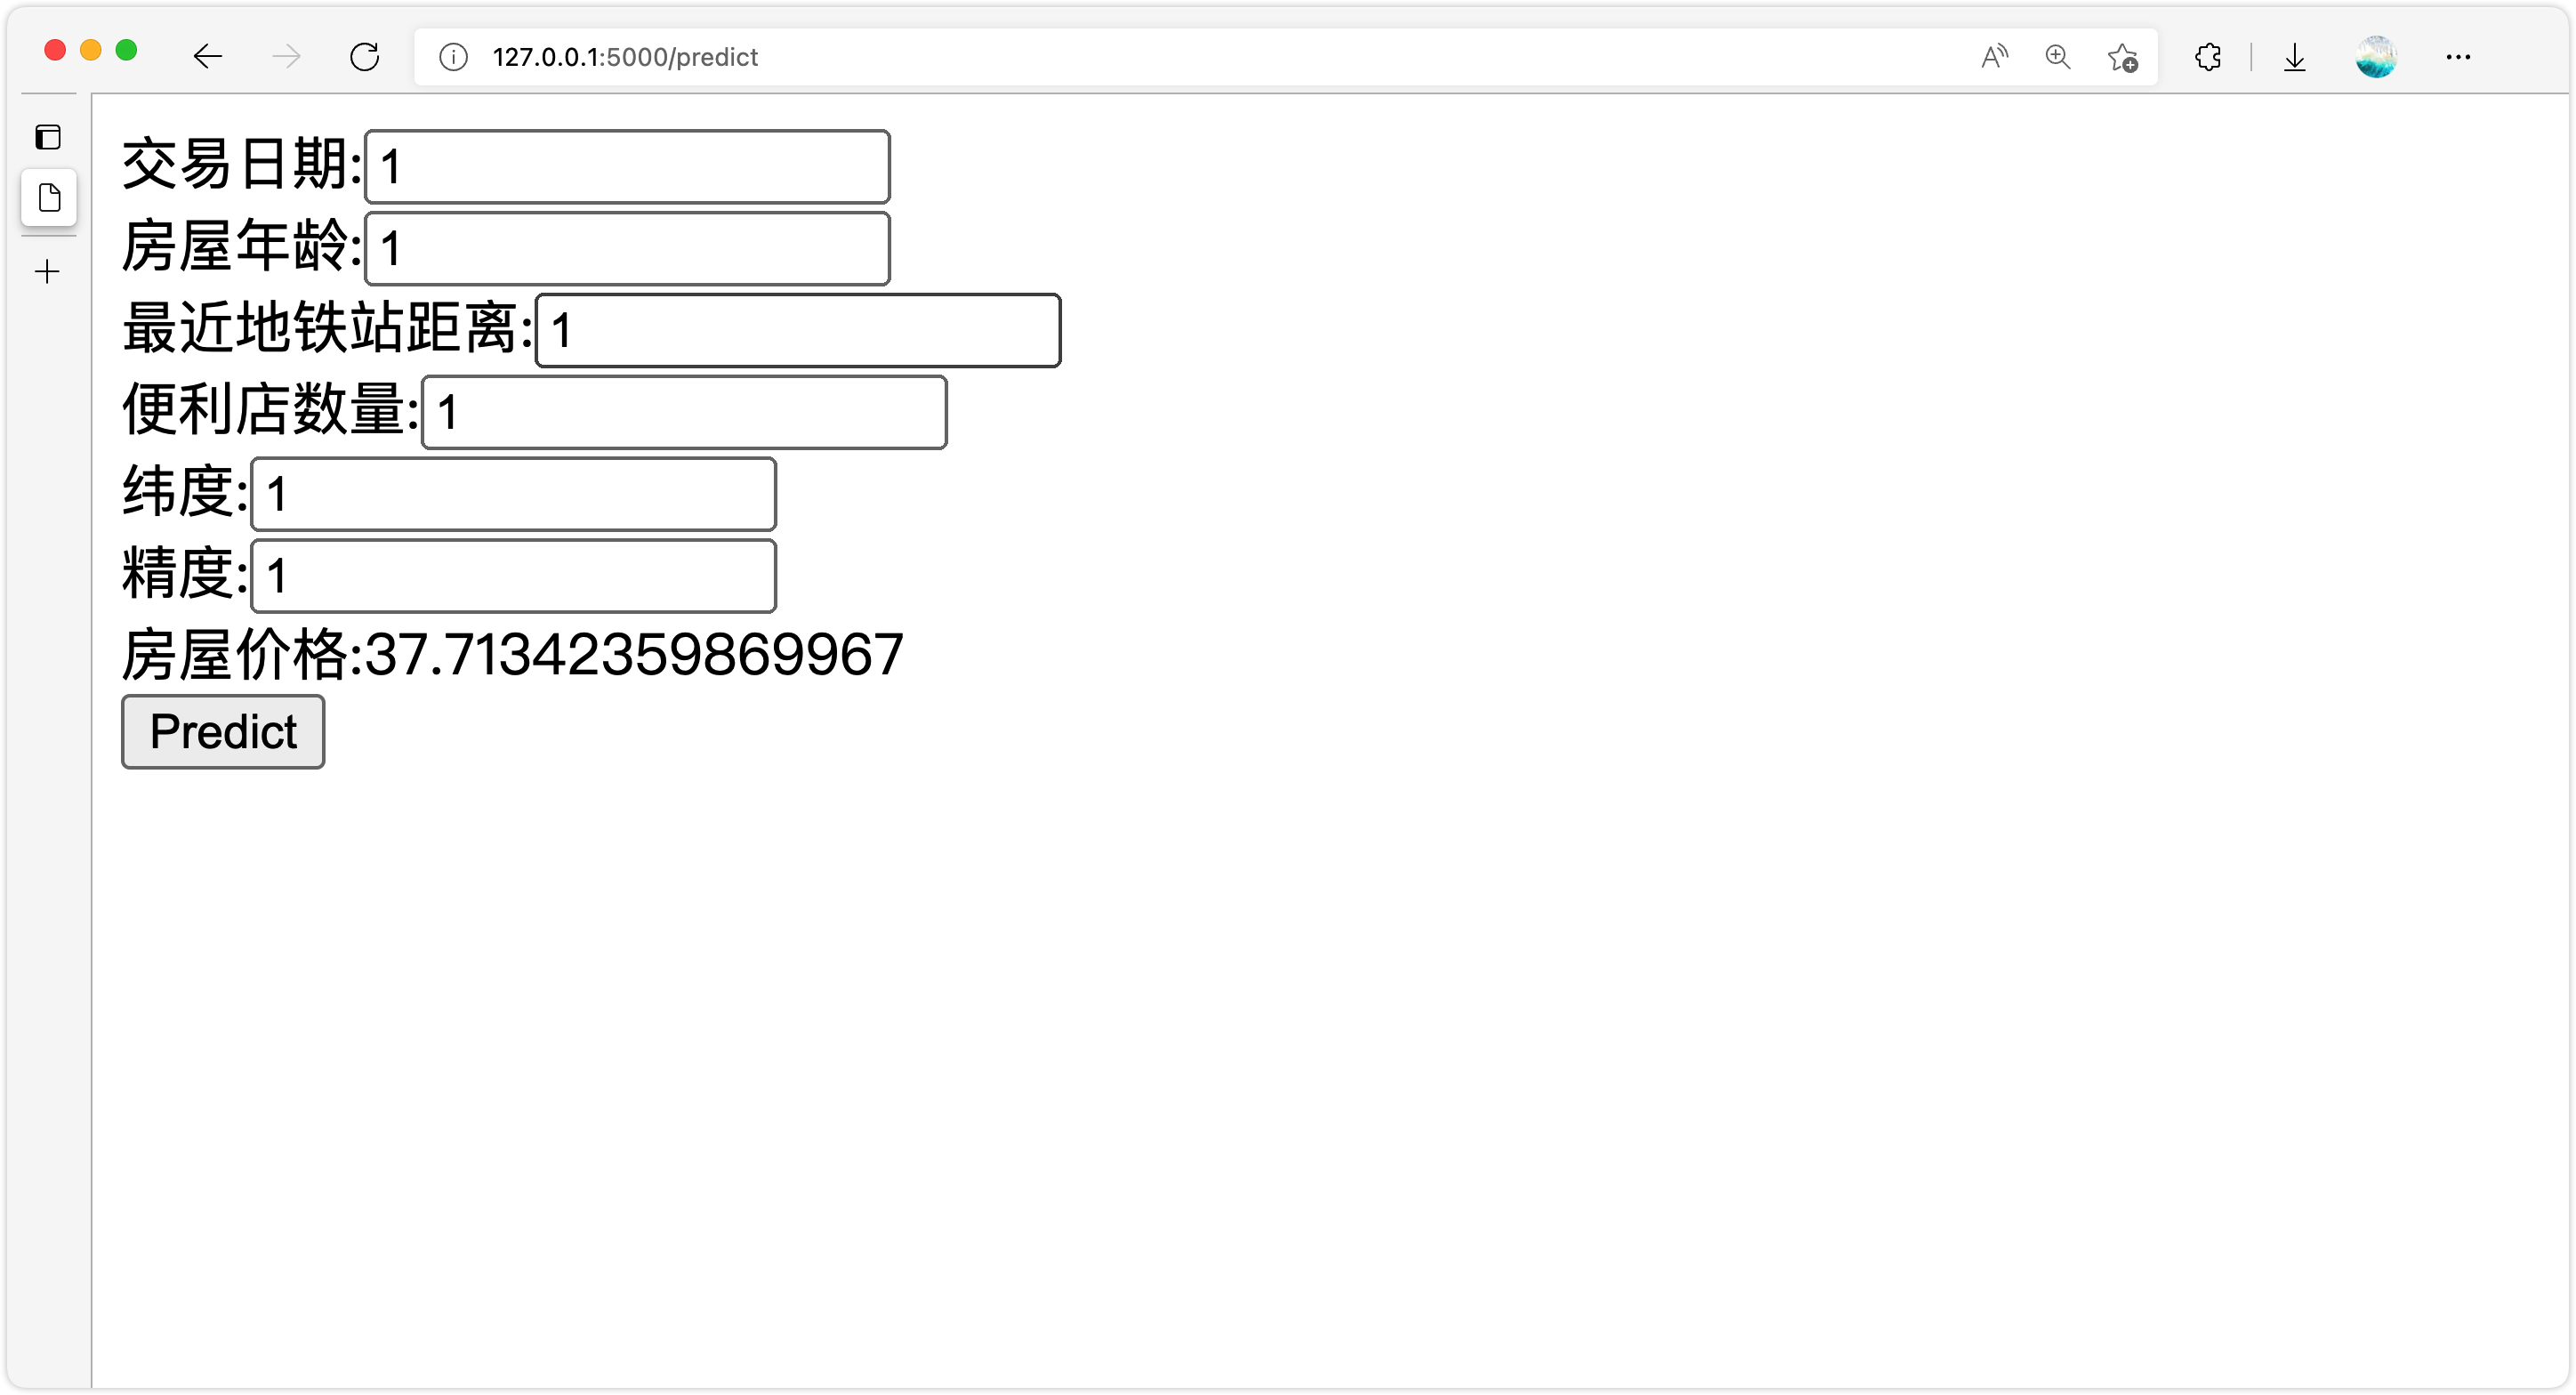 127.0.0.1:5000/predict
交易日期:1
房屋年龄:1
最近地铁站距离:1
便利店数量:1
纬度:1
精度:1
房屋价格:37.71342359869967
Predict